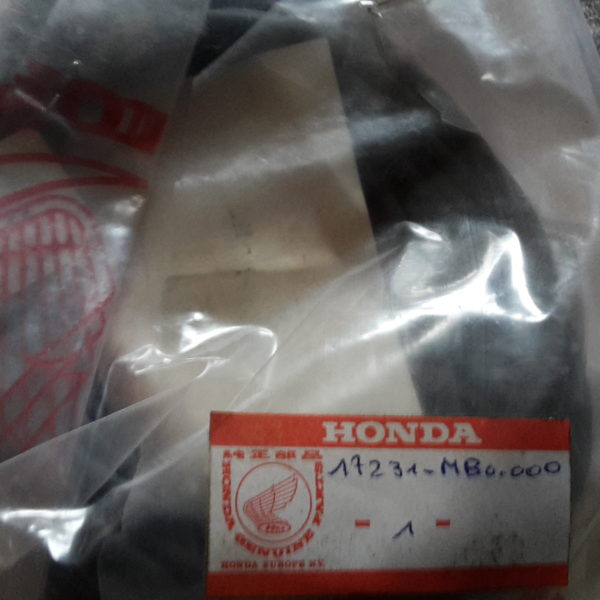 HONDA
純正部品
HONDA GENUINE PARTS
17231-MB0.000
- 1 -
HONDA EUROPE N.V.